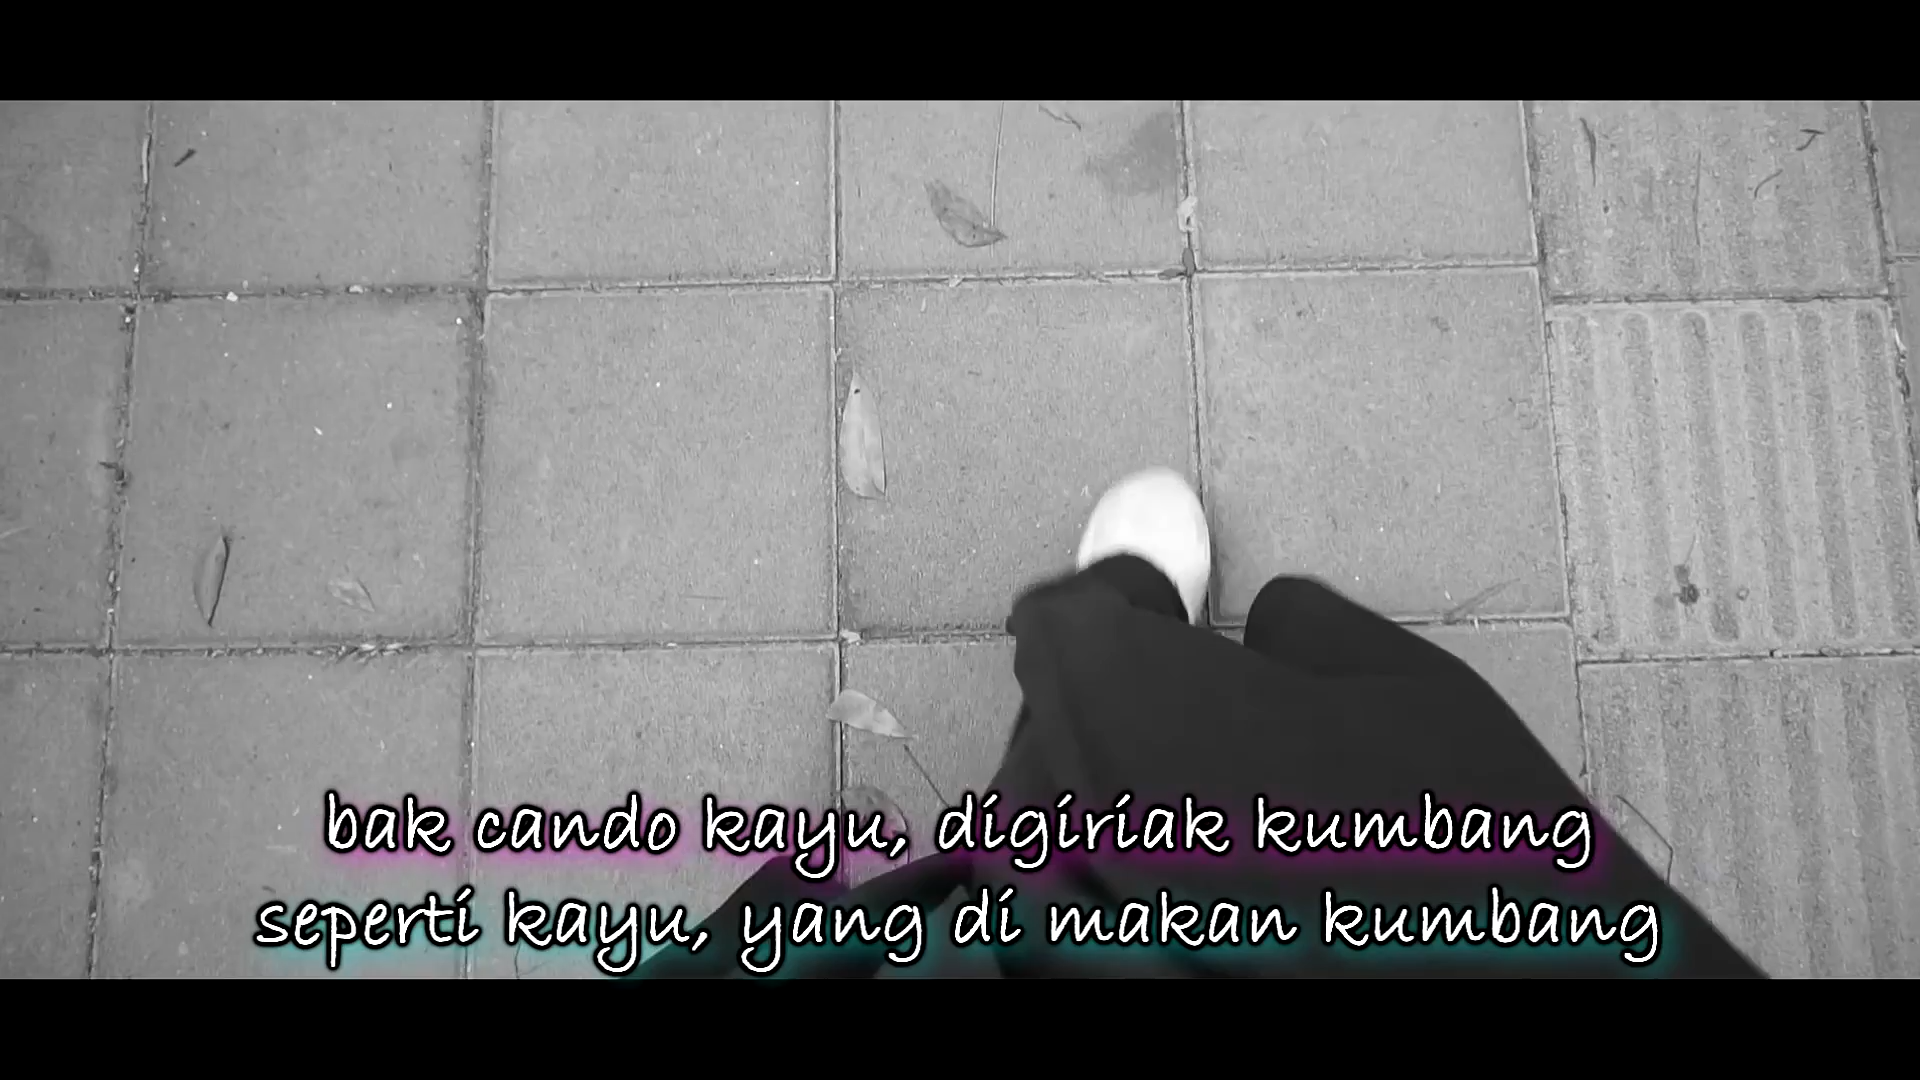 bak cando kayu, digiriak kumbang
seperti kayu, yang di makan kumbang